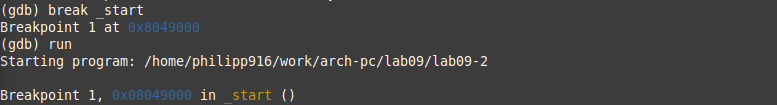 (gdb) break _start
Breakpoint 1 at 0x8049000
(gdb) run
Starting program: /home/philipp916/work/arch-pc/lab09/lab09-2

Breakpoint 1, 0x08049000 in _start ()